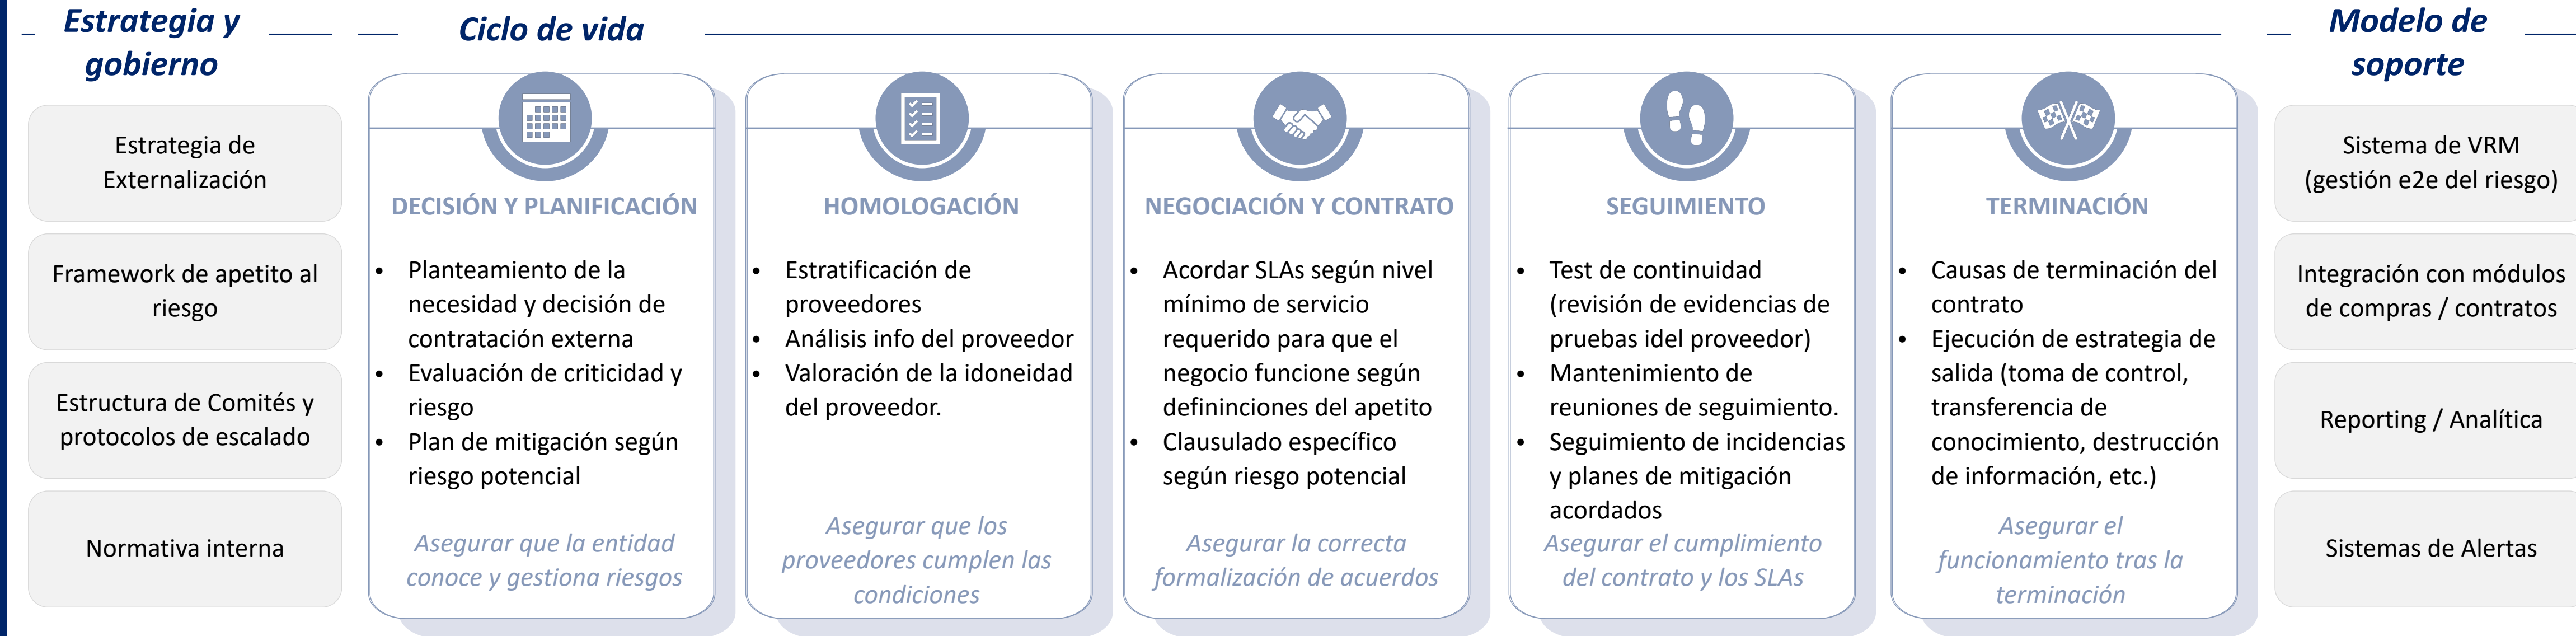 Estrategia y
gobierno
Estrategia de
Externalización
Framework de apetito al
riesgo
Estructura de Comités y
protocolos de escalado
Normativa interna
Ciclo de vida
DECISIÓN Y PLANIFICACIÓN
• Planteamiento de la
necesidad y decisión de
contratación externa
• Evaluación de criticidad y
riesgo
• Plan de mitigación según
riesgo potencial
Asegurar que la entidad
conoce y gestiona riesgos
HOMOLOGACIÓN
• Estratificación de
proveedores
• Análisis info del proveedor
• Valoración de la idoneidad
del proveedor.
Asegurar que los
proveedores cumplen las
condiciones
NEGOCIACIÓN Y CONTRATO
• Acordar SLAs según nivel
mínimo de servicio
requerido para que el
negocio funcione según
defininciones del apetito
• Clausulado específico
según riesgo potencial
Asegurar la correcta
formalización de acuerdos
SEGUIMIENTO
• Test de continuidad
(revisión de evidencias de
pruebas idel proveedor)
• Mantenimiento de
reuniones de seguimiento.
• Seguimiento de incidencias
y planes de mitigación
acordados
Asegurar el cumplimiento
del contrato y los SLAs
TERMINACIÓN
• Causas de terminación del
contrato
• Ejecución de estrategia de
salida (toma de control,
transferencia de
conocimiento, destrucción
de información, etc.)
Asegurar el
funcionamiento tras la
terminación
Modelo de
soporte
Sistema de VRM
(gestión e2e del riesgo)
Integración con módulos
de compras / contratos
Reporting / Analítica
Sistemas de Alertas